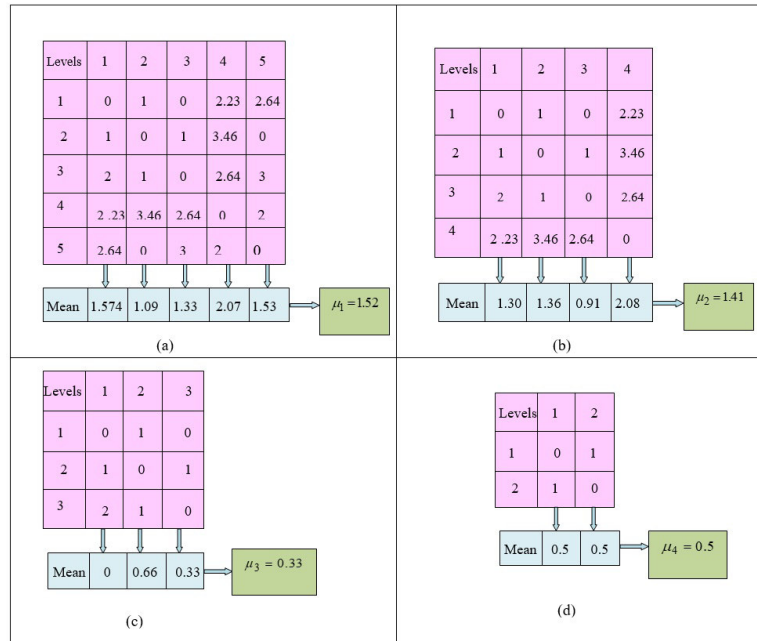 Levels 1 2 3 4 5
1 0 1 0 2.23 2.64
2 1 0 1 3.46 0
3 2 1 0 2.64 3
4 2 .23 3.46 2.64 0 2
5 2.64 0 3 2 0
Mean 1.574 1.09 1.33 2.07 1.53 μ1=1.52
(a)
Levels 1 2 3 4
1 0 1 0 2.23
2 1 0 1 3.46
3 2 1 0 2.64
4 2 .23 3.46 2.64 0
Mean 1.30 1.36 0.91 2.08 μ2=1.41
(b)
Levels 1 2 3
1 0 1 0
2 1 0 1
3 2 1 0
Mean 0 0.66 0.33 μ3 = 0.33
(c)
Levels 1 2
1 0 1
2 1 0
Mean 0.5 0.5 μ4 = 0.5
(d)